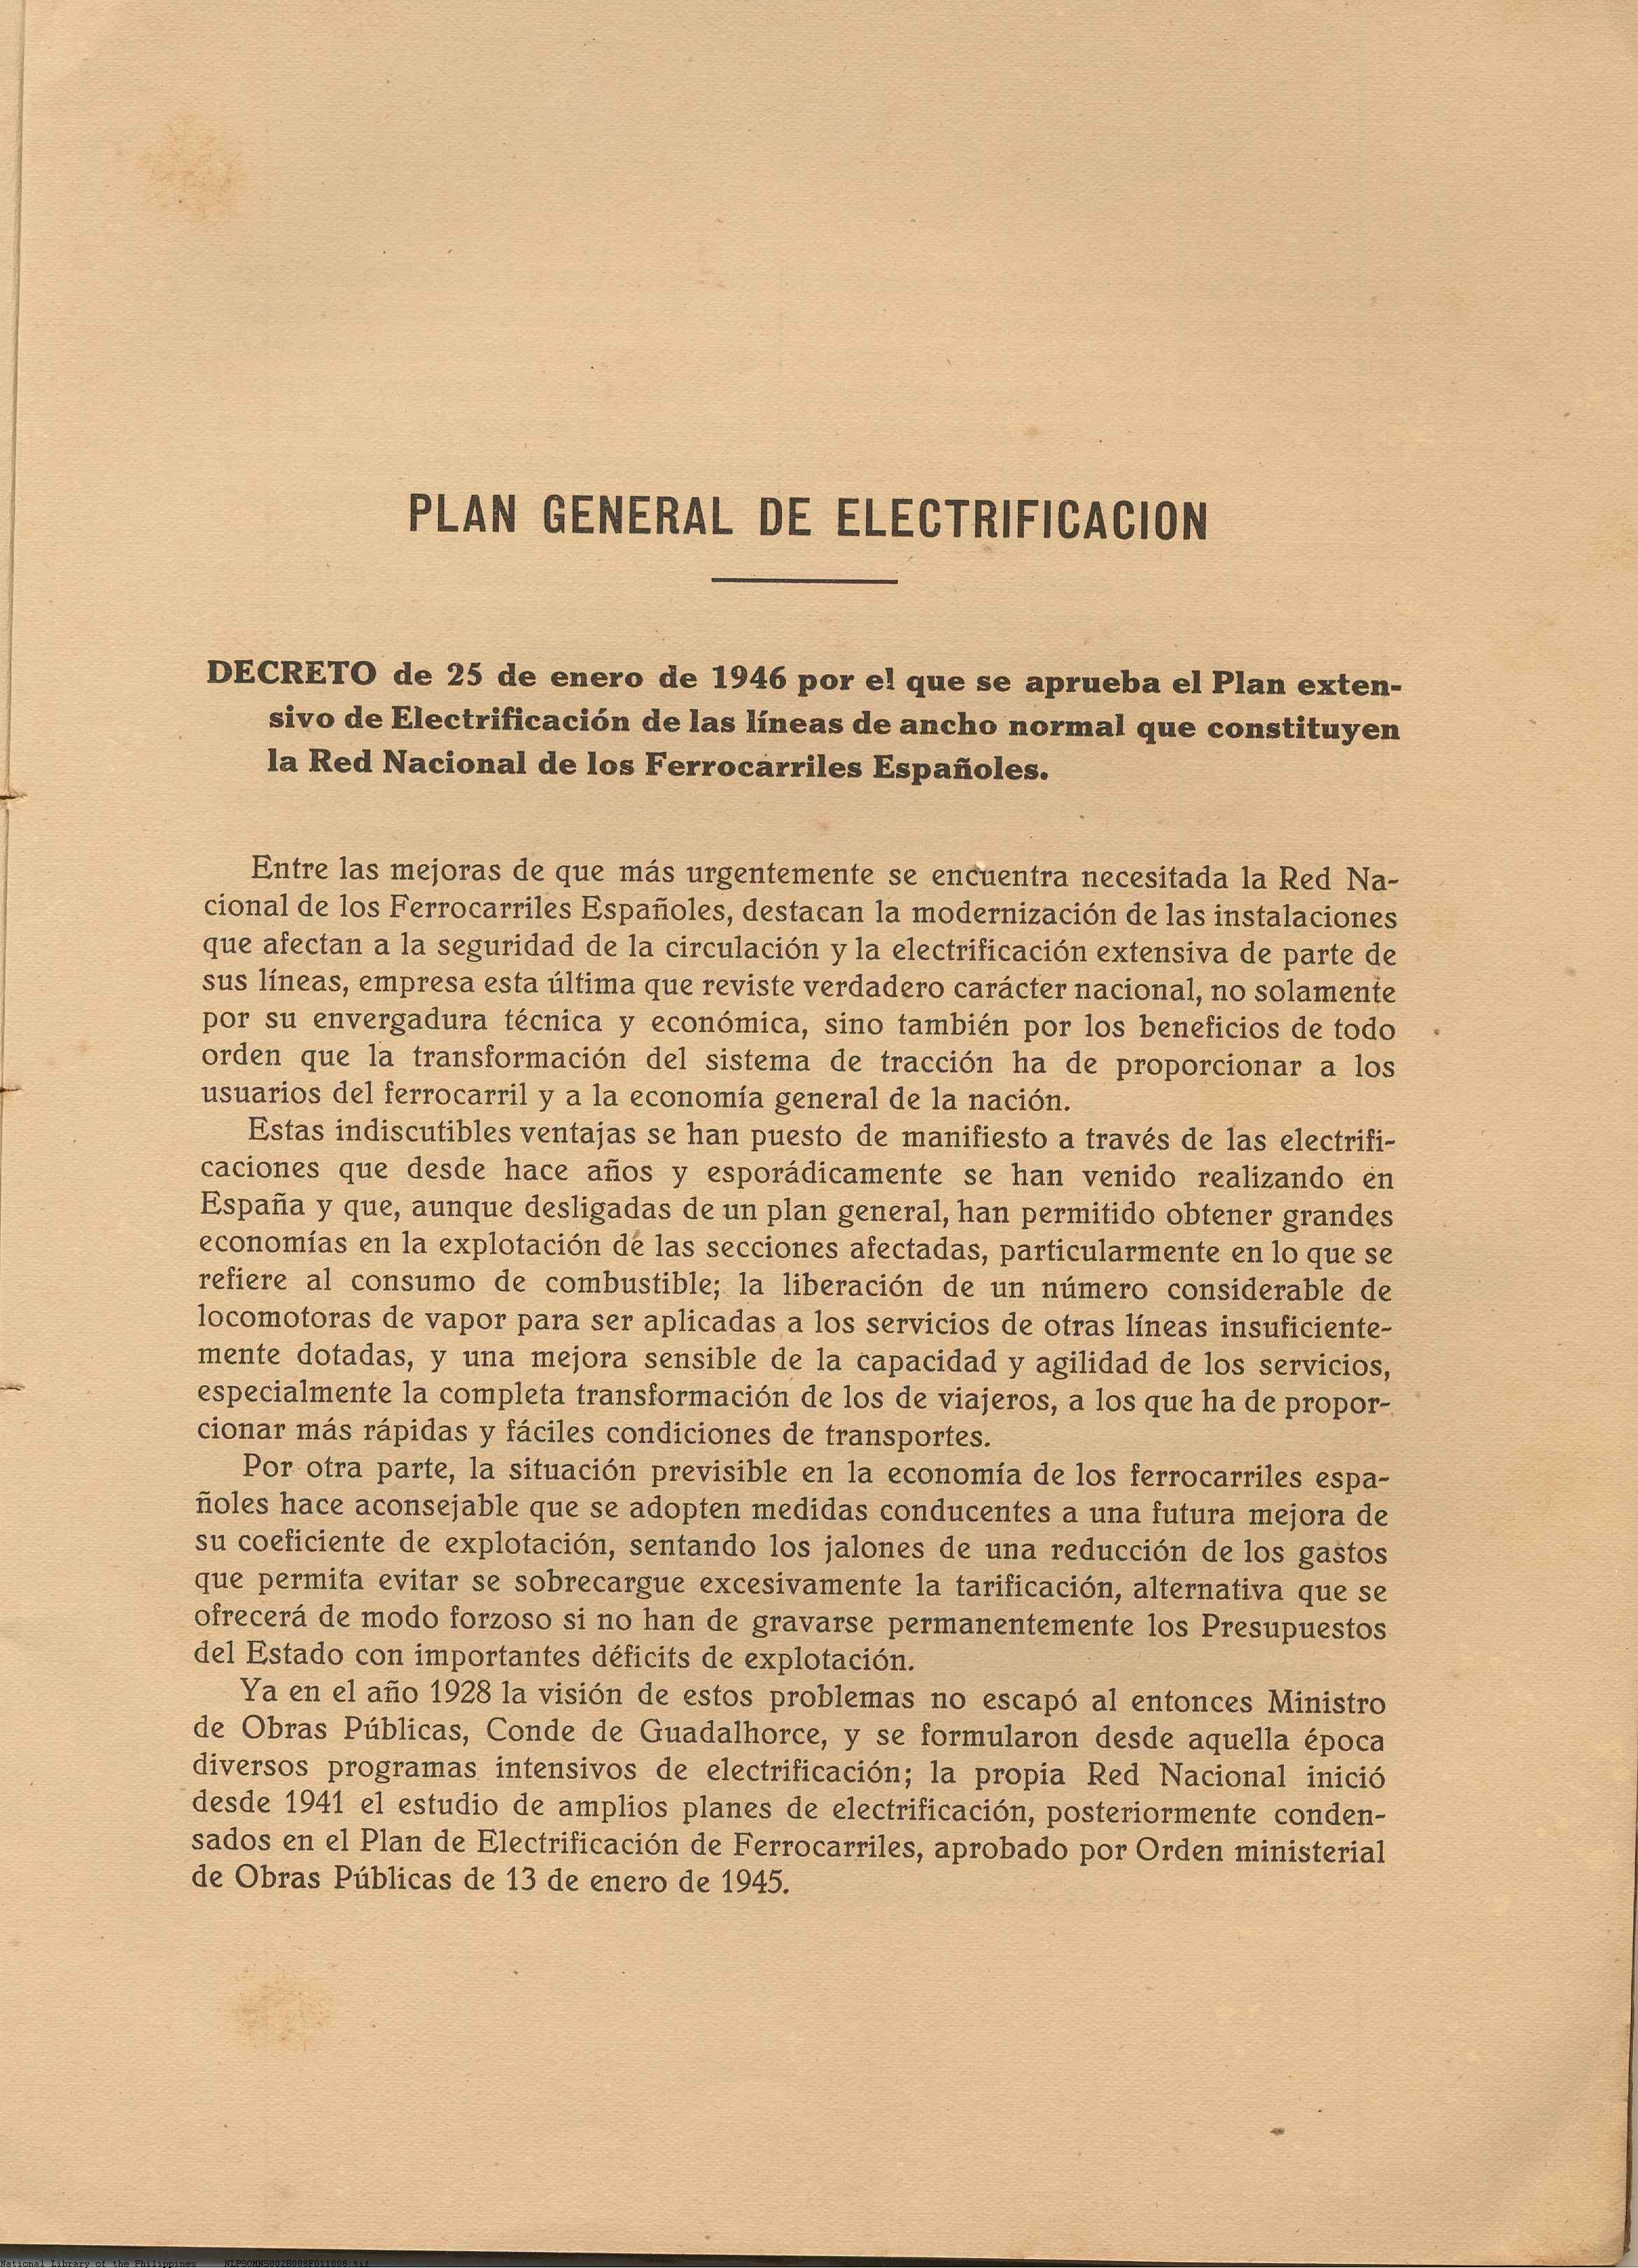 PLAN GENERAL DE ELECTRIFICACION
DECRETO de 25 de enero de 1946 por el que se aprueba el Plan exten-
sivo de Electrificación de las líneas de ancho normal que constituyen
la Red Nacional de los Ferrocarriles Españoles.
Entre las mejoras de que más urgentemente se encuentra necesitada la Red Na-
cional de los Ferrocarriles Españoles, destacan la modernización de las instalaciones
que afectan a la seguridad de la circulación y la electrificación extensiva de parte de
sus líneas, empresa esta última que reviste verdadero carácter nacional, no solamente
por su envergadura técnica y económica, sino también por los beneficios de todo
orden que la transformación del sistema de tracción ha de proporcionar a los
usuarios del ferrocarril y a la economía general de la nación.
Estas indiscutibles ventajas se han puesto de manifiesto a través de las electrifi-
caciones que desde hace años y esporádicamente se han venido realizando en
España y que, aunque desligadas de un plan general, han permitido obtener grandes
economías en la explotación de las secciones afectadas, particularmente en lo que se
refiere al consumo de combustible; la liberación de un número considerable de
locomotoras de vapor para ser aplicadas a los servicios de otras líneas insuficiente-
mente dotadas, y una mejora sensible de la capacidad y agilidad de los servicios,
especialmente la completa transformación de los de viajeros, a los que ha de propor-
cionar más rápidas y fáciles condiciones de transportes.
Por otra parte, la situación previsible en la economía de los ferrocarriles espa-
ñoles hace aconsejable que se adopten medidas conducentes a una futura mejora de
su coeficiente de explotación, sentando los jalones de una reducción de los gastos
que permita evitar se sobrecargue excesivamente la tarificación, alternativa que se
ofrecerá de modo forzoso si no han de gravarse permanentemente los Presupuestos
del Estado con importantes déficits de explotación.
Ya en el año 1928 la visión de estos problemas no escapó al entonces Ministro
de Obras Públicas, Conde de Guadalhorce, y se formularon desde aquella época
diversos programas intensivos de electrificación; la propia Red Nacional inició
desde 1941 el estudio de amplios planes de electrificación, posteriormente conden-
sados en el Plan de Electrificación de Ferrocarriles, aprobado por Orden ministerial
de Obras Públicas de 13 de enero de 1945.
National Library of the Philippines NLPSOMNS002B008F011008.tif